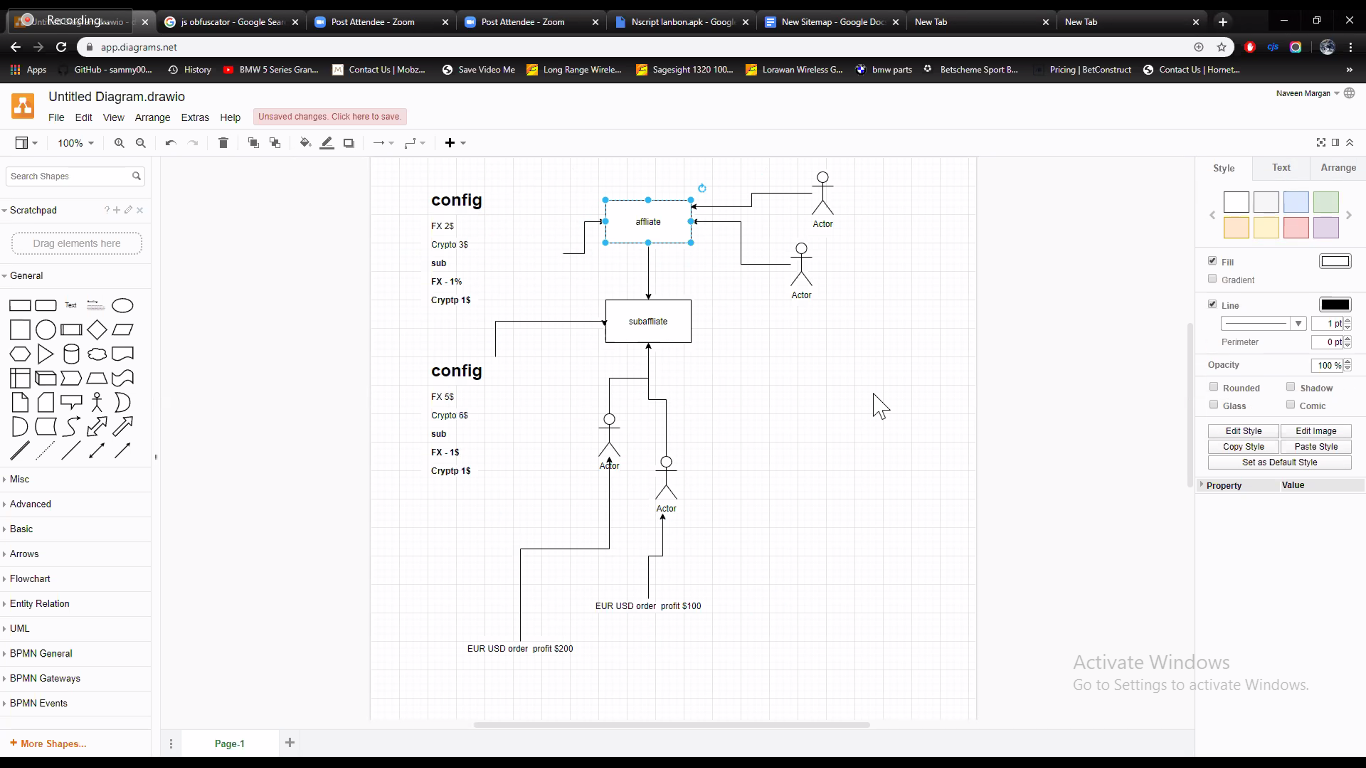 Recording...
Untitled Diagram.drawio
js obfuscator - Google Sear
Post Attendee - Zoom
Post Attendee - Zoom
Nscript lanbon.apk - Google
New Sitemap - Google Doc
New Tab
New Tab
app.diagrams.net
Apps
GitHub - sammy00...
History
BMW 5 Series Gran...
Contact Us | Mobz...
Save Video Me
Long Range Wirele...
Sagesight 1320 100...
Lorawan Wireless G...
bmw parts
Betscheme Sport B...
Pricing | BetConstruct
Contact Us | Hornet...
Untitled Diagram.drawio
Naveen Margan
File Edit View Arrange Extras Help
Unsaved changes. Click here to save.
100%
Search Shapes
Scratchpad
Drag elements here
General
Text
Misc
Advanced
Basic
Arrows
Flowchart
Entity Relation
UML
BPMN General
BPMN Gateways
BPMN Events
+ More Shapes...
config
FX 2$
Crypto 3$
sub
FX - 1%
Cryptp 1$
affliate
Actor
Actor
subaffliate
config
FX 5$
Crypto 6$
sub
FX - 1$
Cryptp 1$
Actor
Actor
EUR USD order profit $100
EUR USD order profit $200
Page-1
Style Text Arrange
Fill
Gradient
Line
1 pt
Perimeter 0 pt
Opacity 100 %
Rounded Shadow
Glass Comic
Edit Style Edit Image
Copy Style Paste Style
Set as Default Style
Property Value
Activate Windows
Go to Settings to activate Windows.